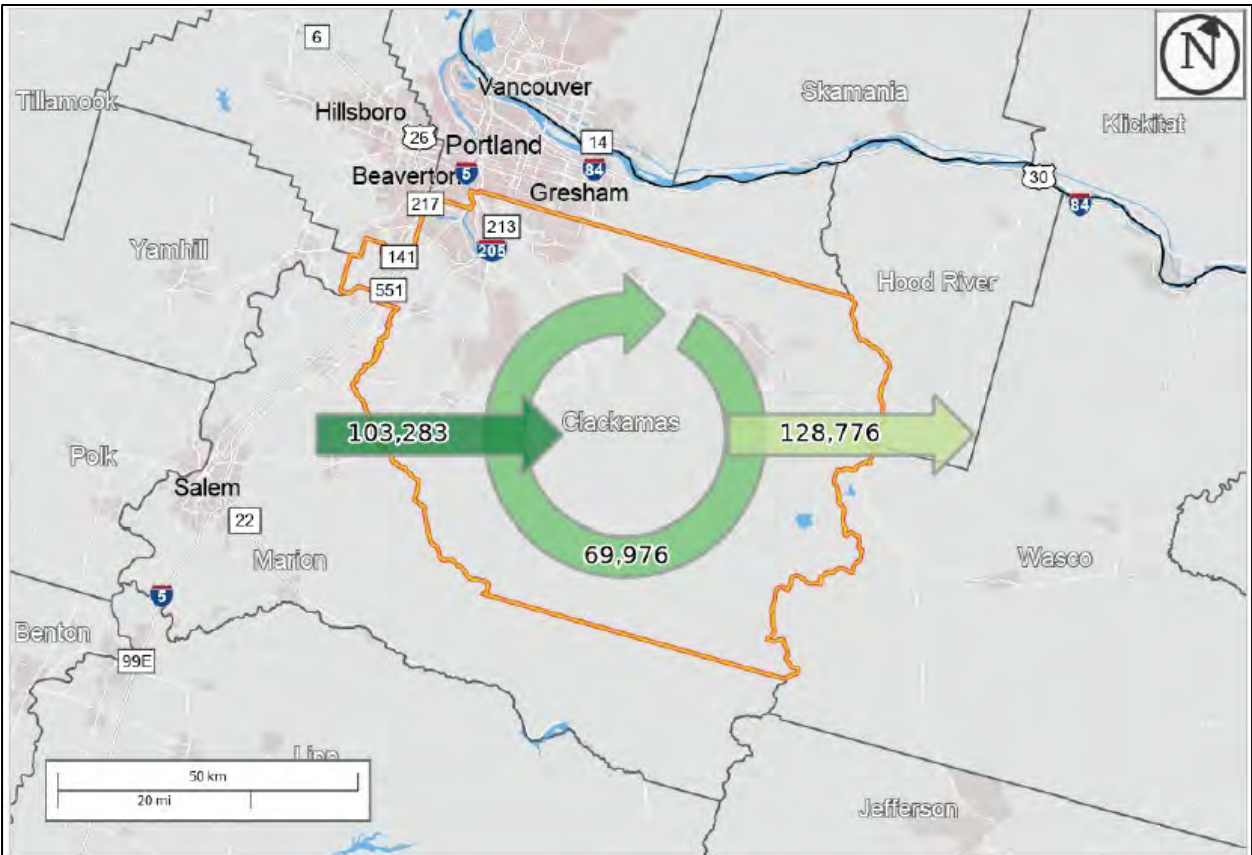 N
6
Tillamook
Vancouver
Skamania
Klickitat
Hillsboro
26
Portland
14
Beaverton
5
84
Gresham
30
217
84
213
205
Yamhill
141
551
Hood River
103,283
Clackamas
128,776
Polk
Salem
22
69,976
Marion
Wasco
5
Benton
99E
Linn
50 km
20 mi
Jefferson